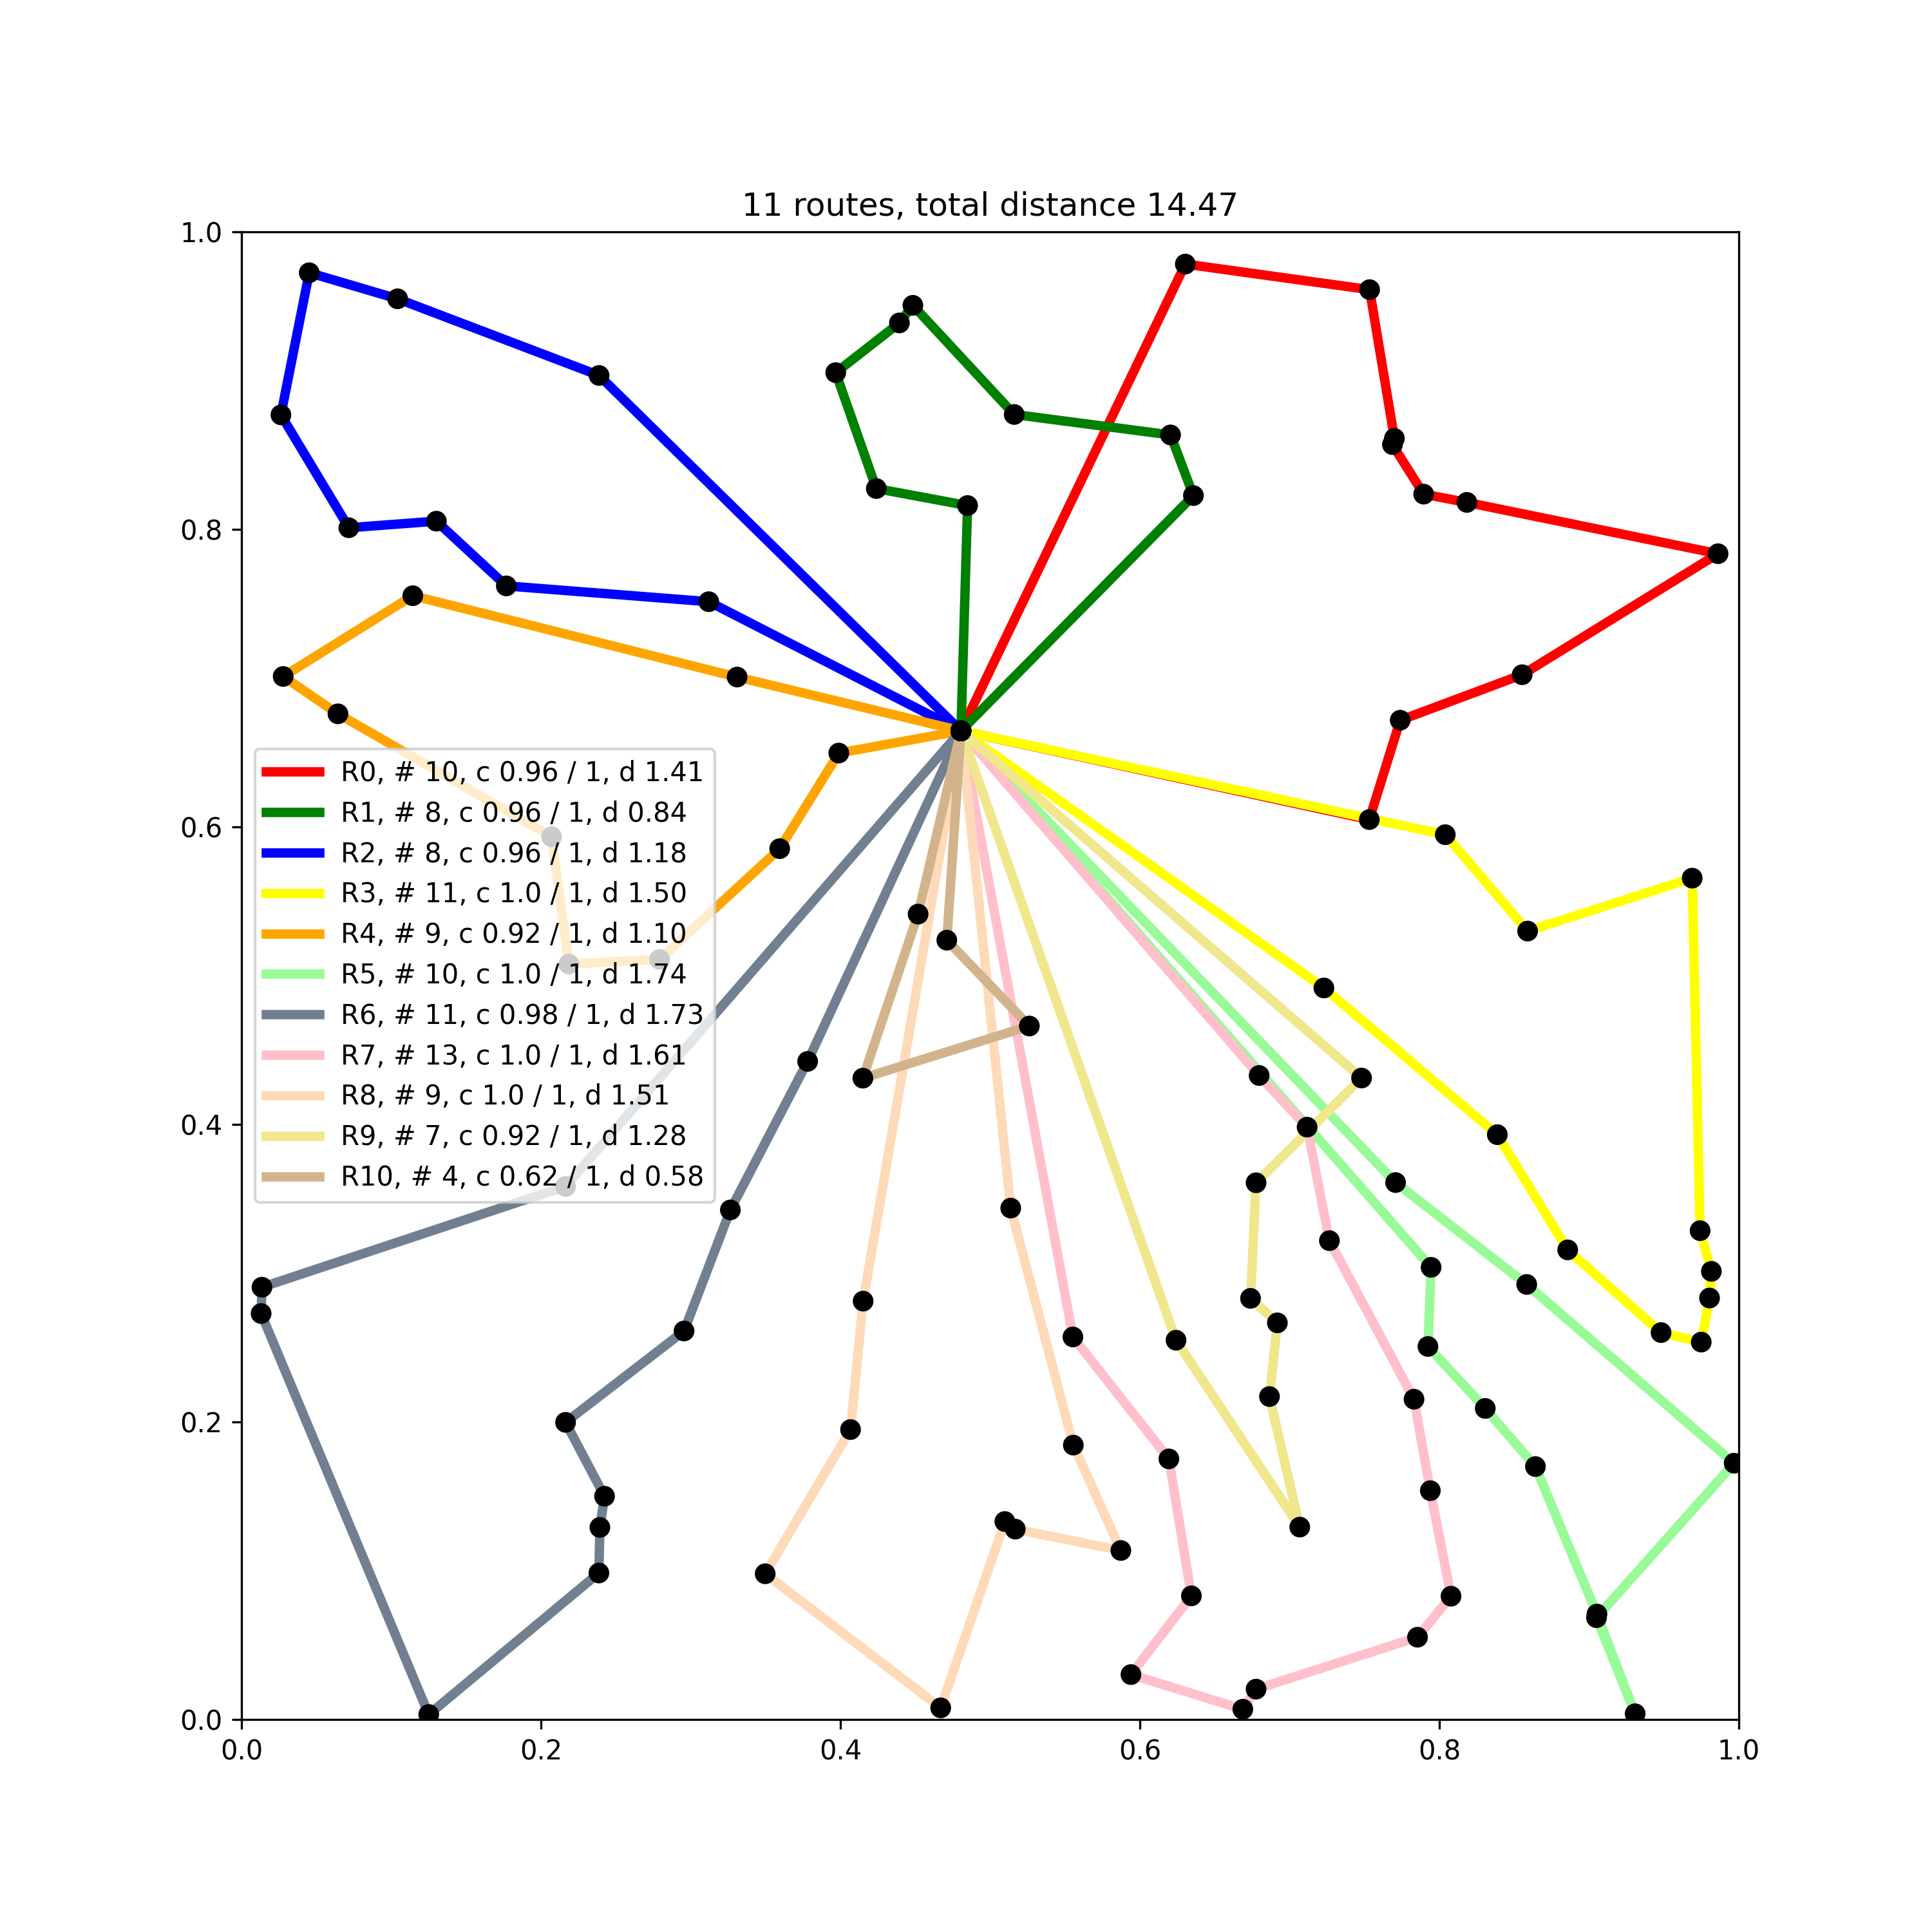 11 routes, total distance 14.47
1.0
0.8
0.6
0.4
0.2
0.0
R0, # 10, c 0.96 / 1, d 1.41
R1, # 8, c 0.96 / 1, d 0.84
R2, # 8, c 0.96 / 1, d 1.18
R3, # 11, c 1.0 / 1, d 1.50
R4, # 9, c 0.92 / 1, d 1.10
R5, # 10, c 1.0 / 1, d 1.74
R6, # 11, c 0.98 / 1, d 1.73
R7, # 13, c 1.0 / 1, d 1.61
R8, # 9, c 1.0 / 1, d 1.51
R9, # 7, c 0.92 / 1, d 1.28
R10, # 4, c 0.62 / 1, d 0.58
0.0 0.2 0.4 0.6 0.8 1.0